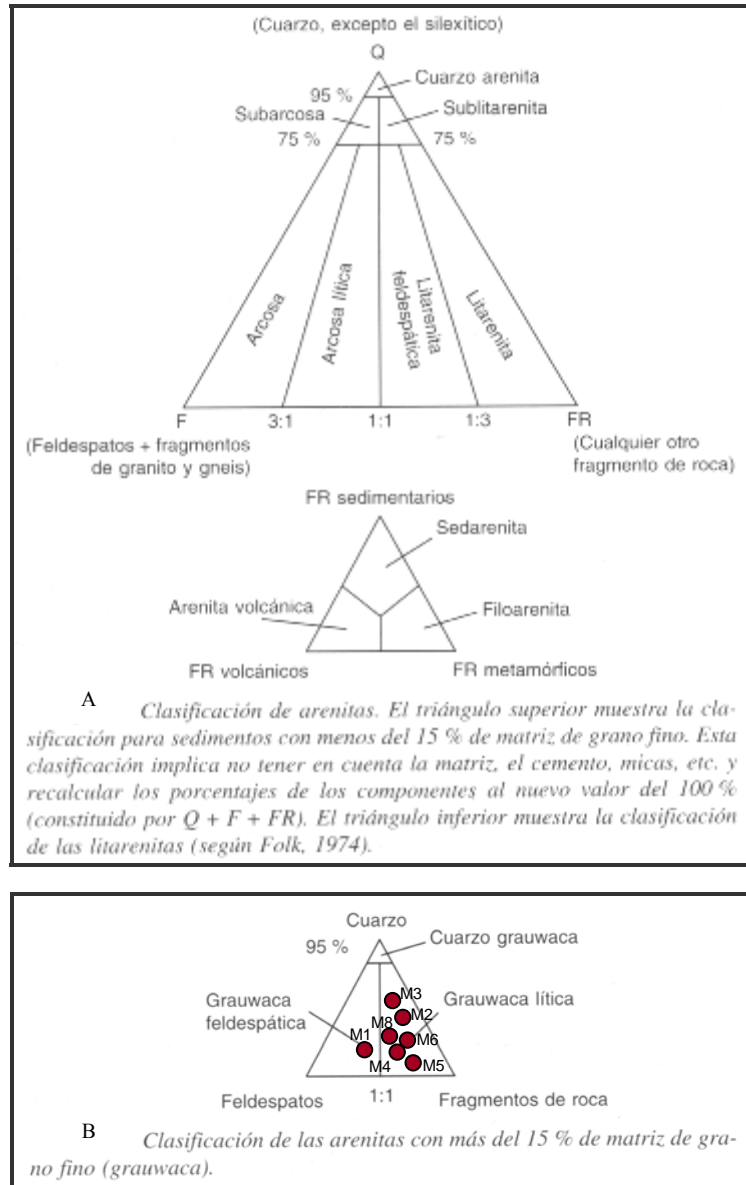 (Cuarzo, excepto el silexítico)
Q
Cuarzo arenita
95 %
Subarcosa
Sublitarenita
75 %
75 %
Arcosa
Arcosa lítica
Litarenita
feldespática
Litarenita
F
3:1
1:1
1:3
FR
(Feldespatos + fragmentos
de granito y gneis)
(Cualquier otro
fragmento de roca)
FR sedimentarios
Sedarenita
Arenita volcánica
Filoarenita
FR volcánicos
FR metamórficos
A
Clasificación de arenitas. El triángulo superior muestra la cla-
sificación para sedimentos con menos del 15 % de matriz de grano fino. Esta
clasificación implica no tener en cuenta la matriz, el cemento, micas, etc. y
recalcular los porcentajes de los componentes al nuevo valor del 100 %
(constituido por Q + F + FR). El triángulo inferior muestra la clasificación
de las litarenitas (según Folk, 1974).
Cuarzo
95 %
Cuarzo grauwaca
Grauwaca
feldespática
M3
Grauwaca lítica
M2
M8
M1
M6
M4
M5
Feldespatos
1:1
Fragmentos de roca
B
Clasificación de las arenitas con más del 15 % de matriz de gra-
no fino (grauwaca).